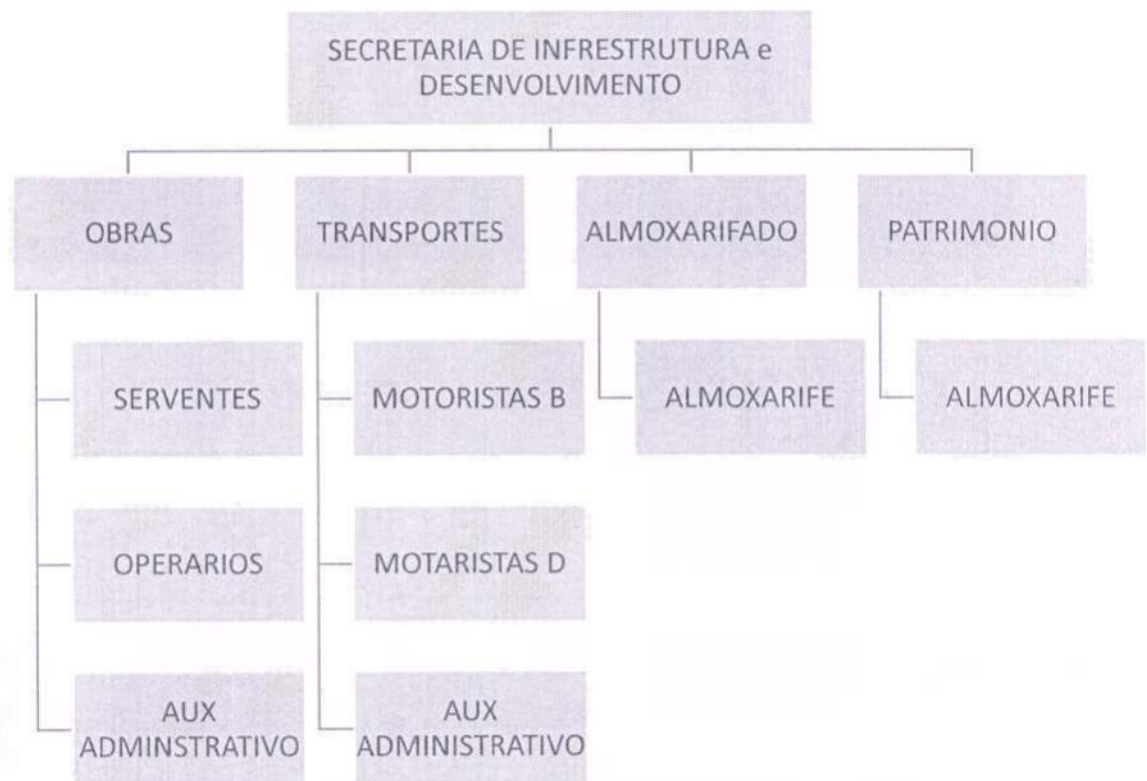 SECRETARIA DE INFRESTRUTURA e
DESENVOLVIMENTO
OBRAS
TRANSPORTES
ALMOXARIFADO
PATRIMONIO
SERVENTES
MOTORISTAS B
ALMOXARIFE
ALMOXARIFE
OPERARIOS
MOTARISTAS D
AUX
ADMINSTRATIVO
AUX
ADMINISTRATIVO